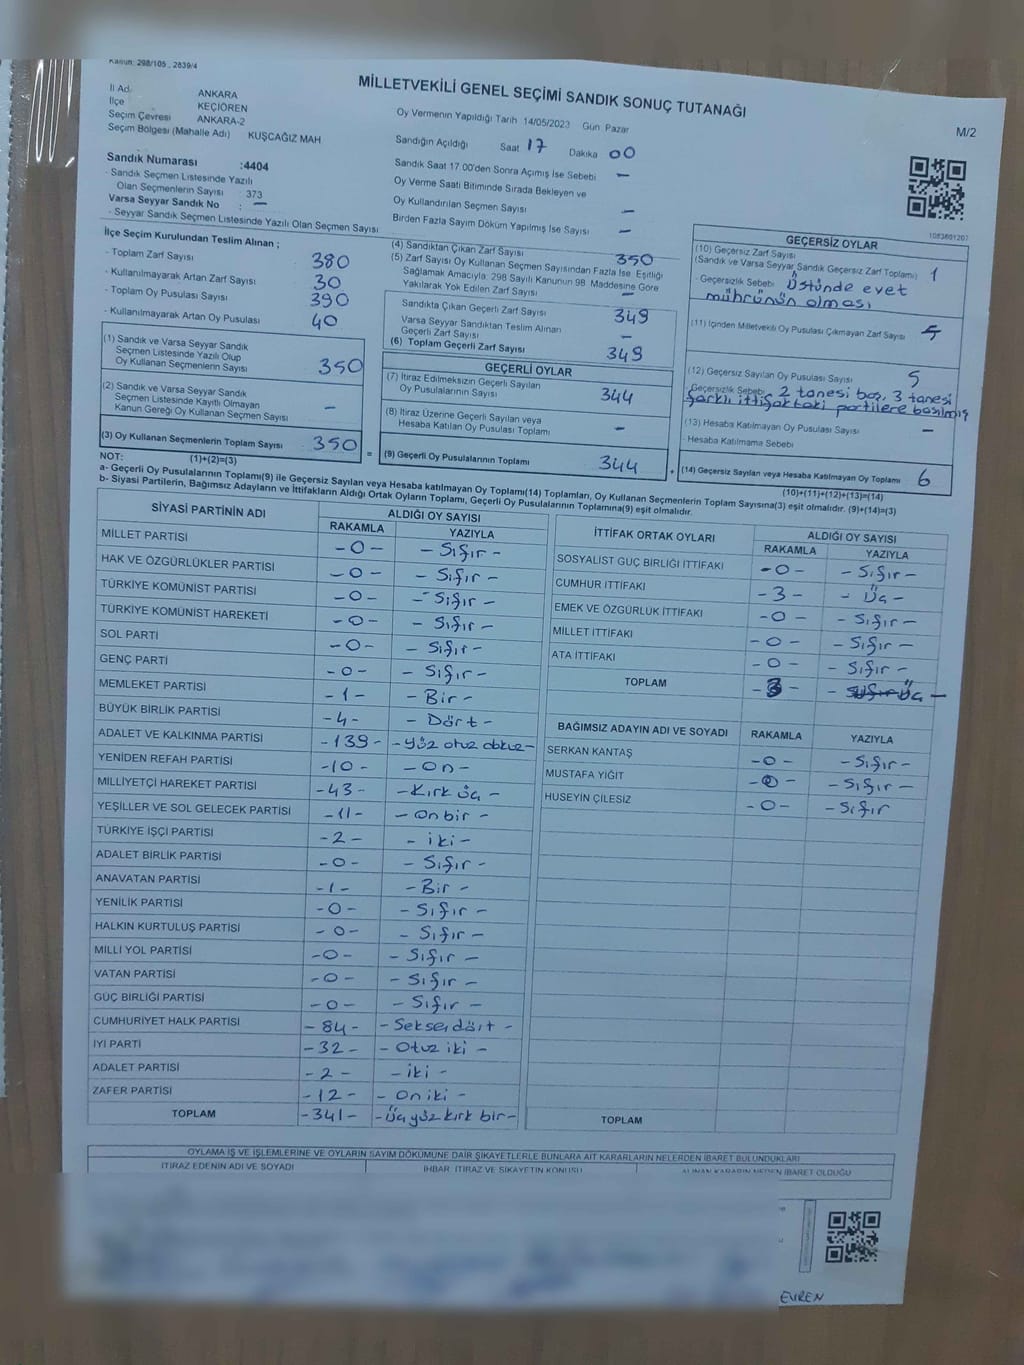 Kanun: 298/105 , 2839/4
MİLLETVEKİLİ GENEL SEÇİMİ SANDIK SONUÇ TUTANAĞI
M/2
İl Adı ANKARA
İlçe KEÇİÖREN
Seçim Çevresi ANKARA-2
Seçim Bölgesi (Mahalle Adı) KUŞCAĞIZ MAH
Oy Vermenin Yapıldığı Tarih 14/05/2023 Gün Pazar
Sandığın Açıldığı Saat 17 Dakika 00
Sandık Saat 17 00'den Sonra Açımış İse Sebebi —
Oy Verme Saati Bitiminde Sırada Bekleyen ve
Oy Kullandırılan Seçmen Sayısı —
Birden Fazla Sayım Döküm Yapılmış İse Sayısı —
Sandık Numarası :4404
- Sandık Seçmen Listesinde Yazılı
Olan Seçmenlerin Sayısı 373
Varsa Seyyar Sandık No : —
- Seyyar Sandık Seçmen Listesinde Yazılı Olan Seçmen Sayısı
1083601207
İlçe Seçim Kurulundan Teslim Alınan ;
- Toplam Zarf Sayısı 380
- Kullanılmayarak Artan Zarf Sayısı 30
- Toplam Oy Pusulası Sayısı 390
- Kullanılmayarak Artan Oy Pusulası 40
(1) Sandık ve Varsa Seyyar Sandık
Seçmen Listesinde Yazılı Olup
Oy Kullanan Seçmenlerin Sayısı 350
(2) Sandık ve Varsa Seyyar Sandık
Seçmen Listesinde Kayıtlı Olmayan
Kanun Gereği Oy Kullanan Seçmen Sayısı –
(3) Oy Kullanan Seçmenlerin Toplam Sayısı 350
(1)+(2)=(3)
(4) Sandıktan Çıkan Zarf Sayısı 350
(5) Zarf Sayısı Oy Kullanan Seçmen Sayısından Fazla İse Eşitliği
Sağlamak Amacıyla 298 Sayılı Kanunun 98 Maddesine Göre
Yakılarak Yok Edilen Zarf Sayısı –
Sandıkta Çıkan Geçerli Zarf Sayısı 349
Varsa Seyyar Sandıktan Teslim Alınan
Geçerli Zarf Sayısı –
(6) Toplam Geçerli Zarf Sayısı 349
GEÇERLİ OYLAR
(7) İtiraz Edilmeksizin Geçerli Sayılan
Oy Pusulalarının Sayısı 344
(8) İtiraz Üzerine Geçerli Sayılan veya
Hesaba Katılan Oy Pusulası Toplamı –
= (9) Geçerli Oy Pusulalarının Toplamı 344
GEÇERSİZ OYLAR
(10) Geçersiz Zarf Sayısı
(Sandık ve Varsa Seyyar Sandık Geçersiz Zarf Toplamı) 1
- Geçersizlik Sebebi Üstünde evet
mührünün olması
(11) İçinden Milletvekili Oy Pusulası Çıkmayan Zarf Sayısı
(12) Geçersiz Sayılan Oy Pusulası Sayısı 5
- Geçersizlik Sebebi 2 tanesi boş, 3 tanesi
farklı ittifaktaki partilere basılmış
(13) Hesaba Katılmayan Oy Pusulası Sayısı –
- Hesaba Katılmama Sebebi
+ (14) Geçersiz Sayılan veya Hesaba Katılmayan Oy Toplamı 6
(10)+(11)+(12)+(13)=(14)
NOT:
a- Geçerli Oy Pusulalarının Toplamı(9) ile Geçersiz Sayılan veya Hesaba katılmayan Oy Toplamı(14) Toplamları, Oy Kullanan Seçmenlerin Toplam Sayısına(3) eşit olmalıdır. (9)+(14)=(3)
b- Siyasi Partilerin, Bağımsız Adayların ve İttifakların Aldığı Ortak Oyların Toplamı, Geçerli Oy Pusulalarının Toplamına(9) eşit olmalıdır.
SİYASİ PARTİNİN ADI ALDIĞI OY SAYISI
RAKAMLA YAZIYLA
MİLLET PARTİSİ -0- -Sıfır-
HAK VE ÖZGÜRLÜKLER PARTİSİ -0- -Sıfır-
TÜRKİYE KOMÜNİST PARTİSİ -0- -Sıfır-
TÜRKİYE KOMÜNİST HAREKETİ -0- -Sıfır-
SOL PARTİ -0- -Sıfır-
GENÇ PARTİ -0- -Sıfır-
MEMLEKET PARTİSİ -1- -Bir-
BÜYÜK BİRLİK PARTİSİ -4- -Dört-
ADALET VE KALKINMA PARTİSİ -139- -yüz otuz dokuz-
YENİDEN REFAH PARTİSİ -10- -On-
MİLLİYETÇİ HAREKET PARTİSİ -43- -Kırk üç-
YEŞİLLER VE SOL GELECEK PARTİSİ -11- -Onbir-
TÜRKİYE İŞÇİ PARTİSİ -2- -iki-
ADALET BİRLİK PARTİSİ -0- -Sıfır-
ANAVATAN PARTİSİ -1- -Bir-
YENİLİK PARTİSİ -0- -Sıfır-
HALKIN KURTULUŞ PARTİSİ -0- -Sıfır-
MİLLİ YOL PARTİSİ -0- -Sıfır-
VATAN PARTİSİ -0- -Sıfır-
GÜÇ BİRLİĞİ PARTİSİ -0- -Sıfır-
CUMHURİYET HALK PARTİSİ -84- -Seksendört-
İYİ PARTİ -32- -Otuz iki-
ADALET PARTİSİ -2- -iki-
ZAFER PARTİSİ -12- -On iki-
TOPLAM -341- -Üç yüz kırk bir-
İTTİFAK ORTAK OYLARI ALDIĞI OY SAYISI
RAKAMLA YAZIYLA
SOSYALİST GÜÇ BİRLİĞİ İTTİFAKI -0- -Sıfır-
CUMHUR İTTİFAKI -3- -Üç-
EMEK VE ÖZGÜRLÜK İTTİFAKI -0- -Sıfır-
MİLLET İTTİFAKI -0- -Sıfır-
ATA İTTİFAKI -0- -Sıfır-
TOPLAM -3- -Sıfır Üç-
BAĞIMSIZ ADAYIN ADI VE SOYADI RAKAMLA YAZIYLA
SERKAN KANTAŞ -0- -Sıfır-
MUSTAFA YİĞİT -0- -Sıfır-
HÜSEYİN ÇİLESİZ -0- -Sıfır
TOPLAM
OYLAMA İŞ VE İŞLEMLERİNE VE OYLARIN SAYIM DÖKÜMÜNE DAİR ŞİKAYETLERLE BUNLARA AİT KARARLARIN NELERDEN İBARET BULUNDUKLARI
İTİRAZ EDENİN ADI VE SOYADI İHBAR, İTİRAZ VE ŞİKAYETİN KONUSU ALINAN KARARIN NEDEN İBARET OLDUĞU
EVREN